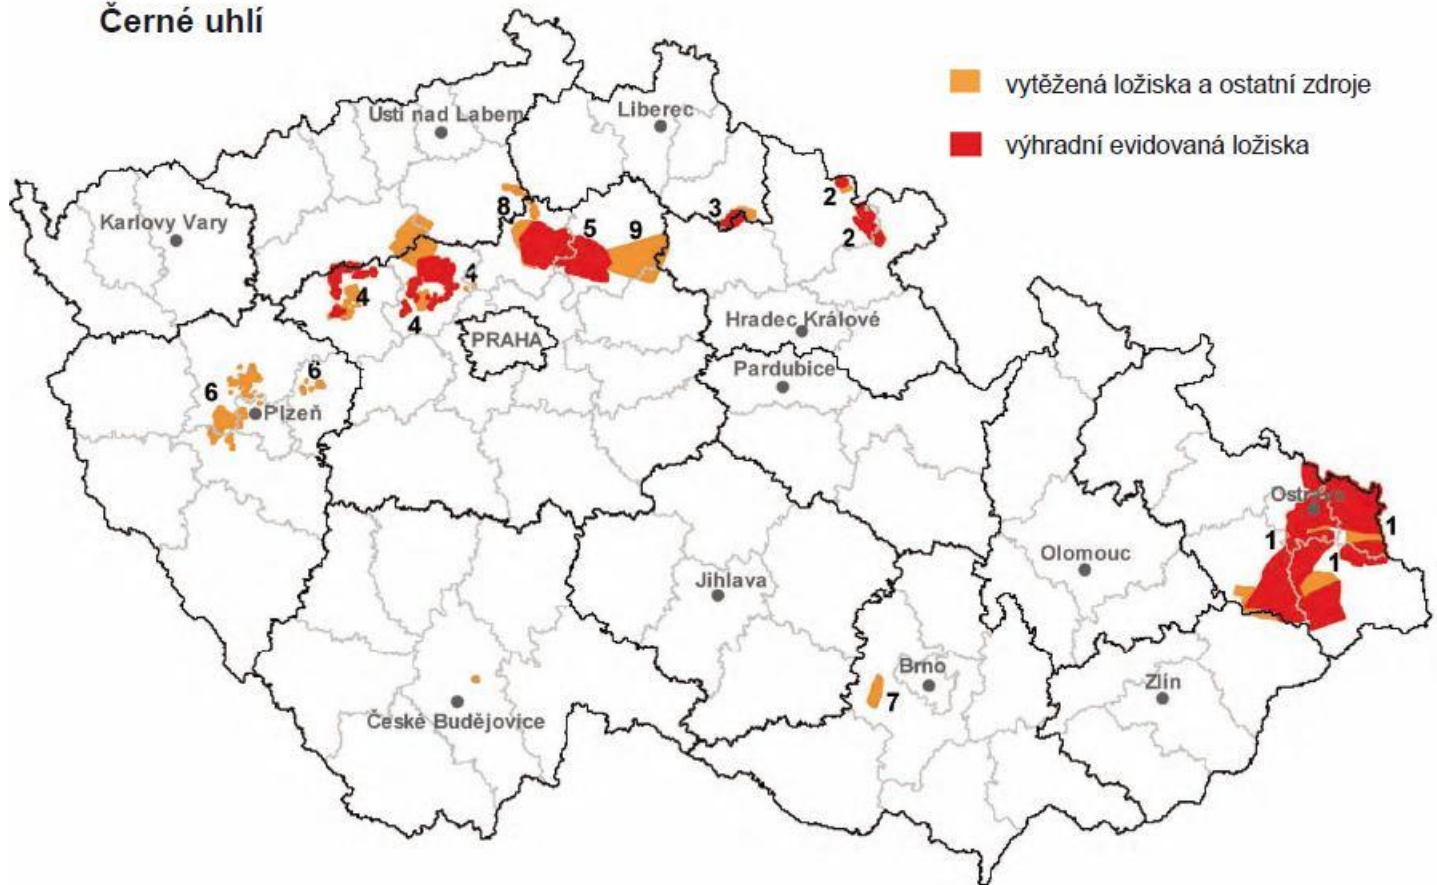 Černé uhlí
vytěžená ložiska a ostatní zdroje
výhradní evidovaná ložiska
Ústí nad Labem
Liberec
Karlovy Vary
8
5
9
3
2
2
4
4
4
PRAHA
Hradec Králové
Pardubice
6
6
Plzeň
Ostrava
1
1
1
Olomouc
Jihlava
Brno
7
Zlín
České Budějovice